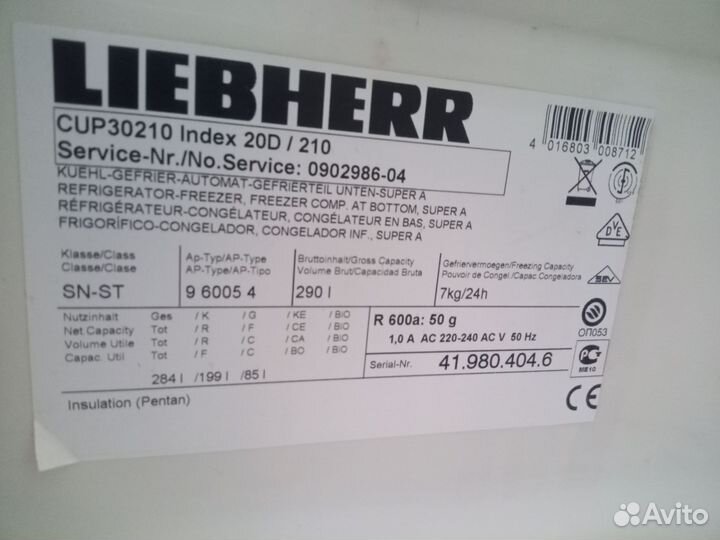 LIEBHERR
CUP30210 Index 20D / 210
Service-Nr./No.Service: 0902986-04
KUEHL-GEFRIER-AUTOMAT-GEFRIERTEIL UNTEN-SUPER A
REFRIGERATOR-FREEZER, FREEZER COMP. AT BOTTOM, SUPER A
RÉFRIGÉRATEUR-CONGÉLATEUR, CONGÉLATEUR EN BAS, SUPER A
FRIGORÍFICO-CONGELADOR, CONGELADOR INF., SUPER A
4 016803 008712
Klasse/Class Ap-Typ/AP-Type Bruttoinhalt/Gross Capacity Gefriervermoegen/Freezing Capacity
Classe/Clase AP-Type/AP-Tipo Volume Brut/Capacidad Bruta Pouvoir de Congel./Capac Congeladora
SN-ST 9 6005 4 290 l 7kg/24h
Nutzinhalt Ges /K /G /KE /BIO
Net Capacity Tot /R /F /CE /BIO
Volume Utile Tot /R /C /CA /BIO
Capac. Util Tot /F /C /BO /BIO
284 l /199 l /85 l
R 600a: 50 g
1,0 A AC 220-240 AC V 50 Hz
Serial-Nr. 41.980.404.6
Insulation (Pentan)
DVE
SEV
ОП053
ME10
CE
Avito